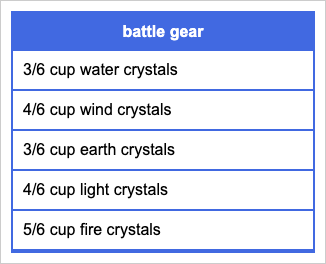 battle gear
3/6 cup water crystals
4/6 cup wind crystals
3/6 cup earth crystals
4/6 cup light crystals
5/6 cup fire crystals